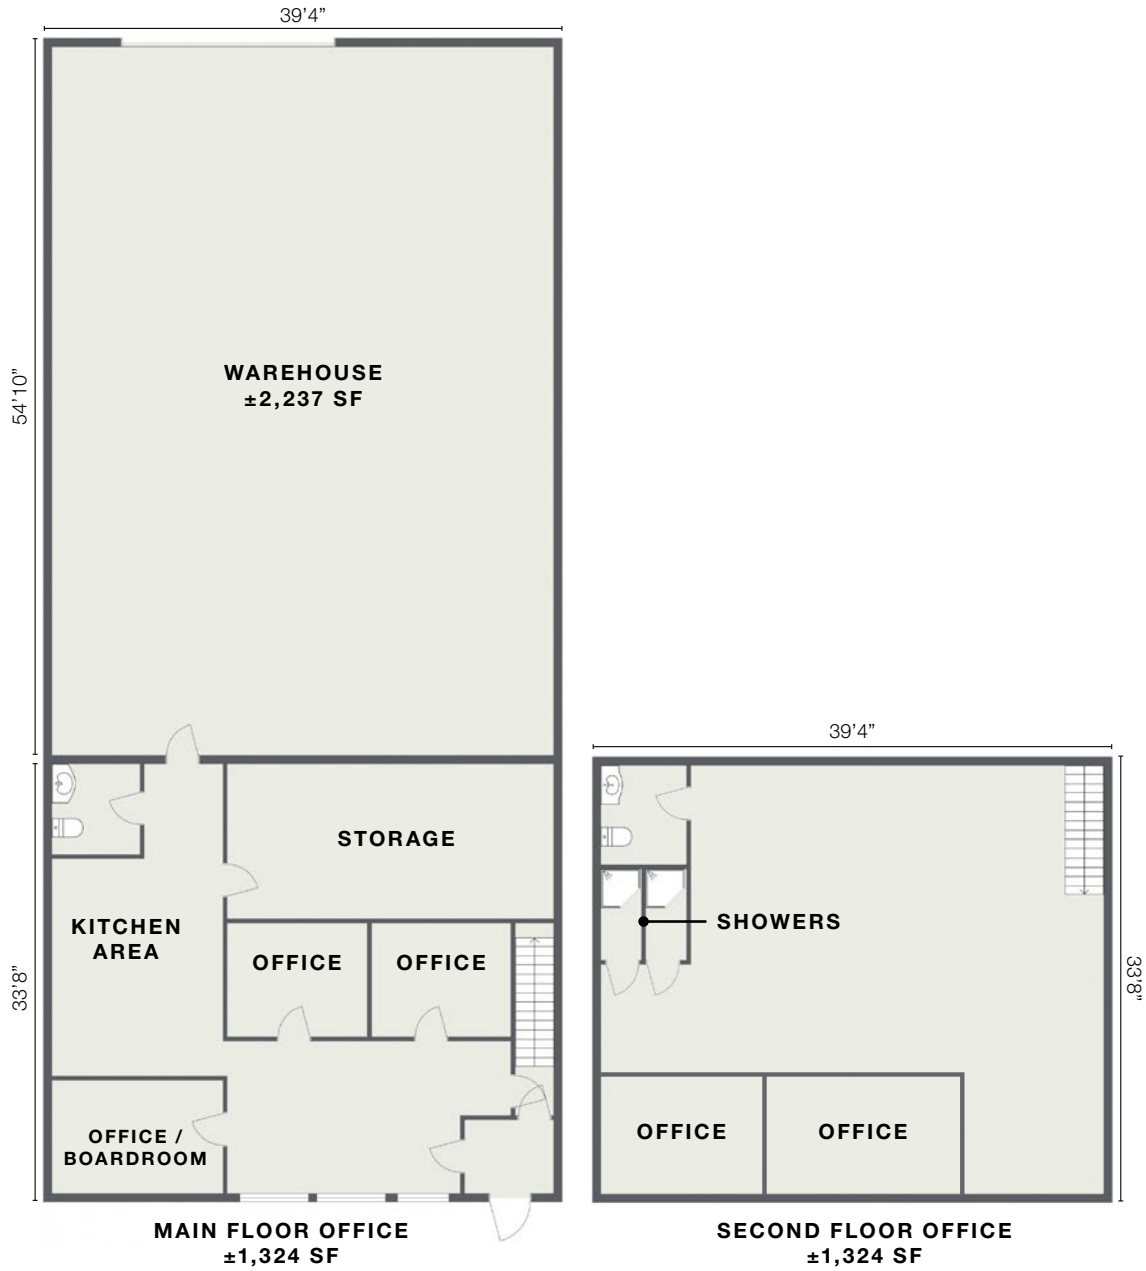 39'4”
54'10”
WAREHOUSE
±2,237 SF
33'8”
STORAGE
KITCHEN
AREA
OFFICE
OFFICE
OFFICE /
BOARDROOM
MAIN FLOOR OFFICE
±1,324 SF
39'4”
SHOWERS
33'8”
OFFICE
OFFICE
SECOND FLOOR OFFICE
±1,324 SF